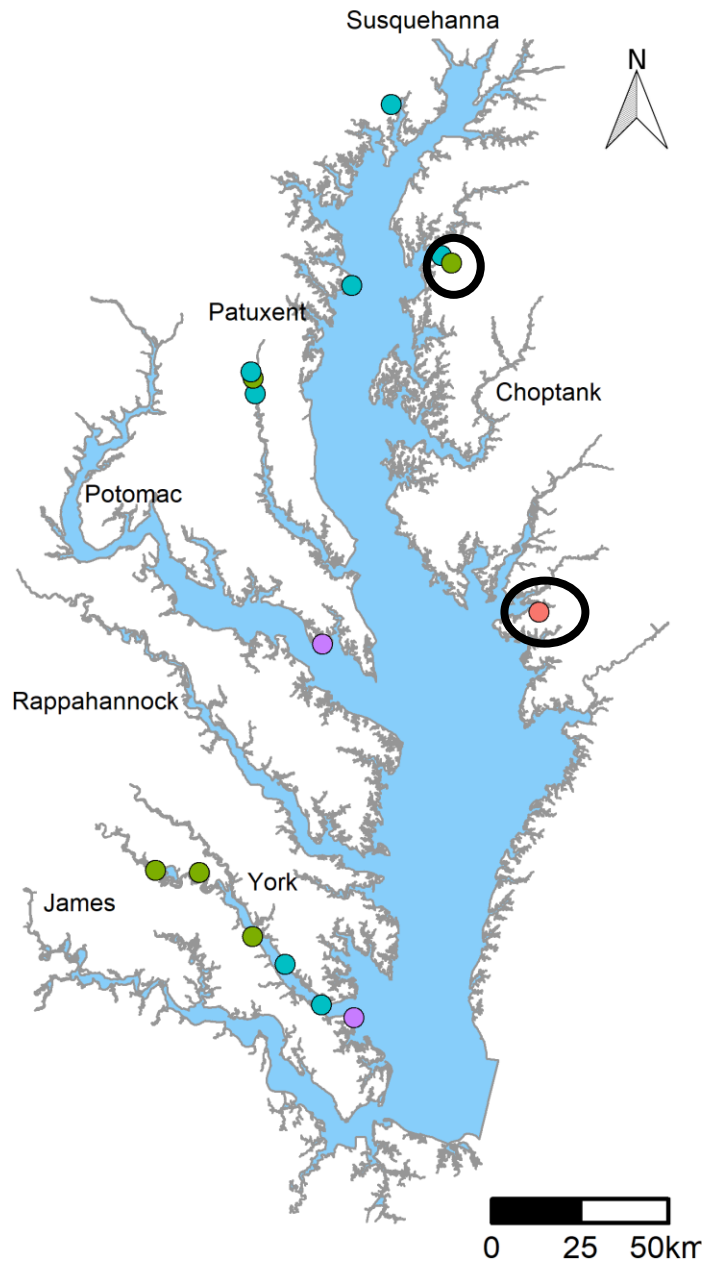 Susquehanna
N
Patuxent
Choptank
Potomac
Rappahannock
York
James
0 25 50km